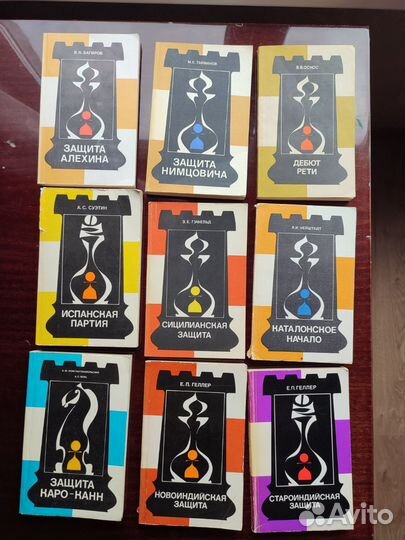 В. Н. БАГИРОВ
ЗАЩИТА
АЛЕХИНА
М. Е. ТАЙМАНОВ
ЗАЩИТА
НИМЦОВИЧА
В. В. ОСНОС
ДЕБЮТ
РЕТИ
А. С. СУЭТИН
ИСПАНСКАЯ
ПАРТИЯ
Э. Е. ГУФЕЛЬД
СИЦИЛИАНСКАЯ
ЗАЩИТА
Я. И. НЕЙШТАДТ
КАТАЛОНСКОЕ
НАЧАЛО
ЗАЩИТА
КАРО-КАНН
Е. П. ГЕЛЛЕР
НОВОИНДИЙСКАЯ
ЗАЩИТА
Е. П. ГЕЛЛЕР
СТАРОИНДИЙСКАЯ
ЗАЩИТА
Avito